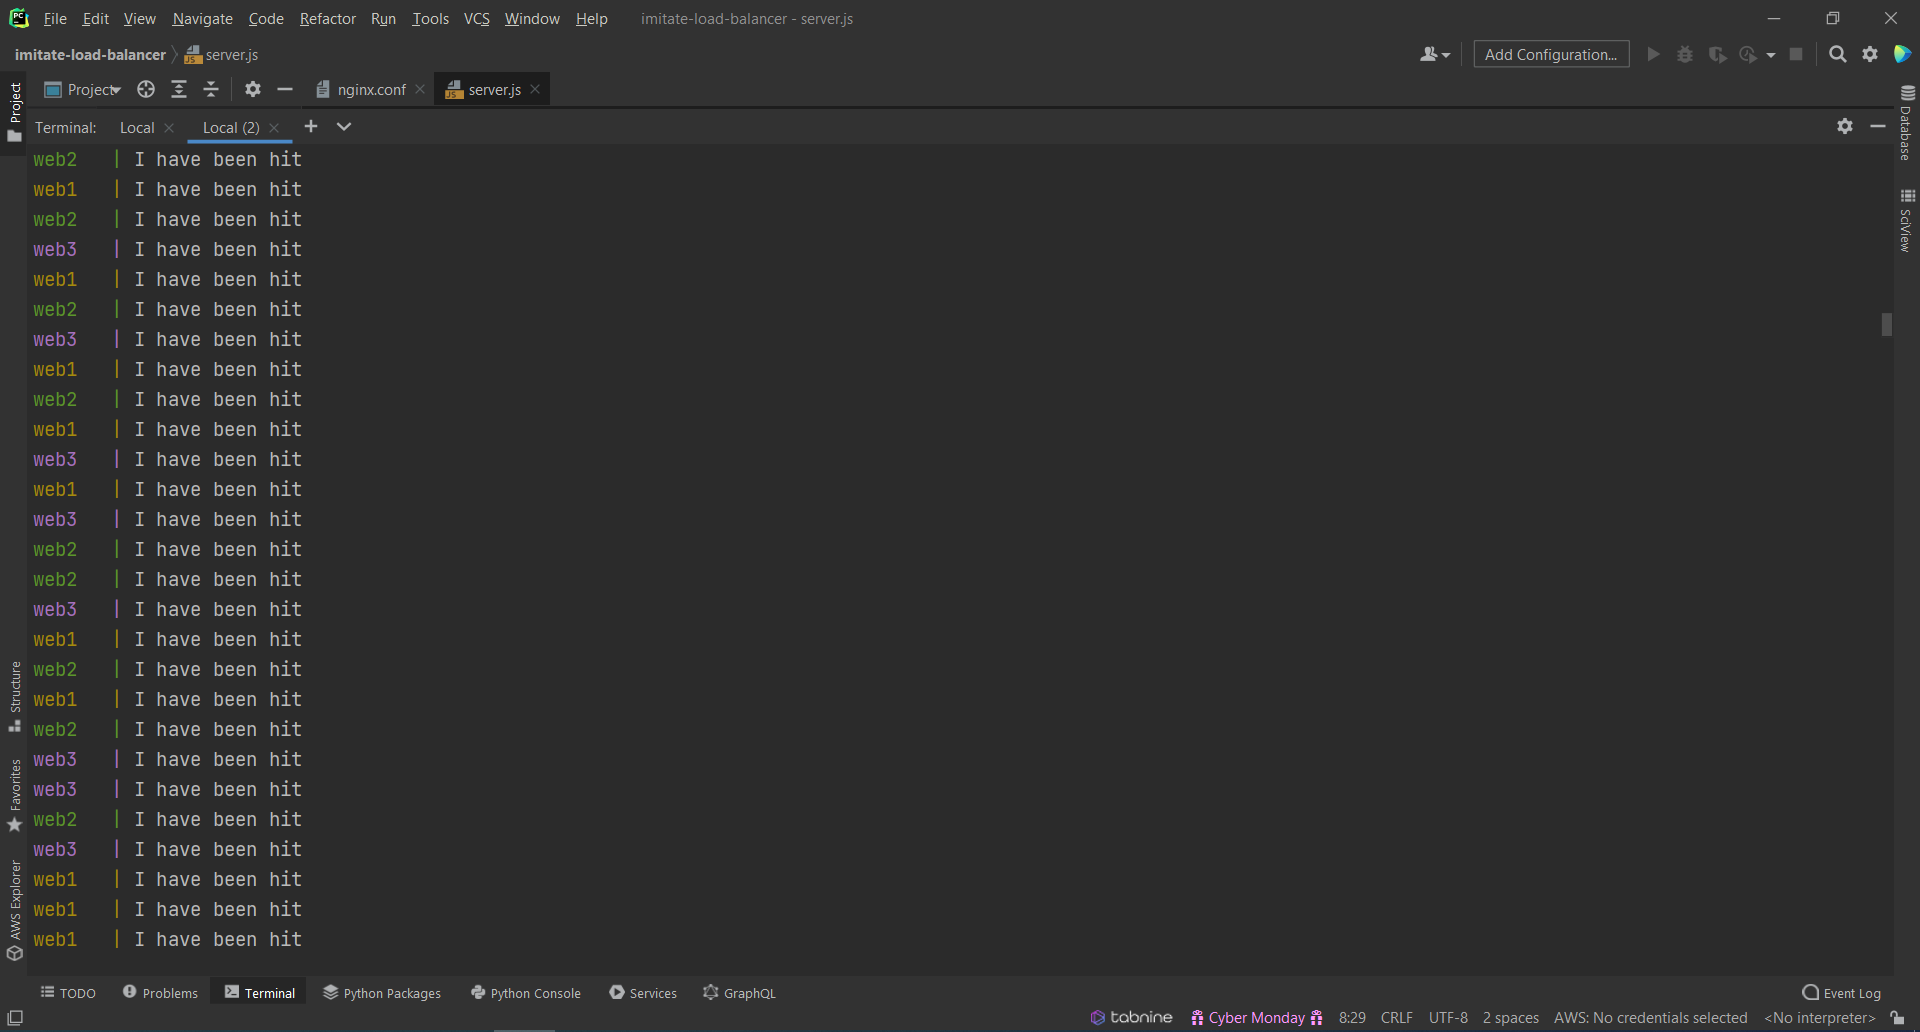 PC File Edit View Navigate Code Refactor Run Tools VCS Window Help imitate-load-balancer - server.js
imitate-load-balancer JS server.js Add Configuration...
Project Project nginx.conf JS server.js
Terminal: Local Local (2)
Database
SciView
web2 | I have been hit
web1 | I have been hit
web2 | I have been hit
web3 | I have been hit
web1 | I have been hit
web2 | I have been hit
web3 | I have been hit
web1 | I have been hit
web2 | I have been hit
web1 | I have been hit
web3 | I have been hit
web1 | I have been hit
web3 | I have been hit
web2 | I have been hit
web2 | I have been hit
web3 | I have been hit
web1 | I have been hit
web2 | I have been hit
web1 | I have been hit
web2 | I have been hit
web3 | I have been hit
web3 | I have been hit
web2 | I have been hit
web3 | I have been hit
web1 | I have been hit
web1 | I have been hit
web1 | I have been hit
Structure
Favorites
AWS Explorer
TODO Problems Terminal Python Packages Python Console Services GraphQL Event Log
tabnine Cyber Monday 8:29 CRLF UTF-8 2 spaces AWS: No credentials selected <No interpreter>